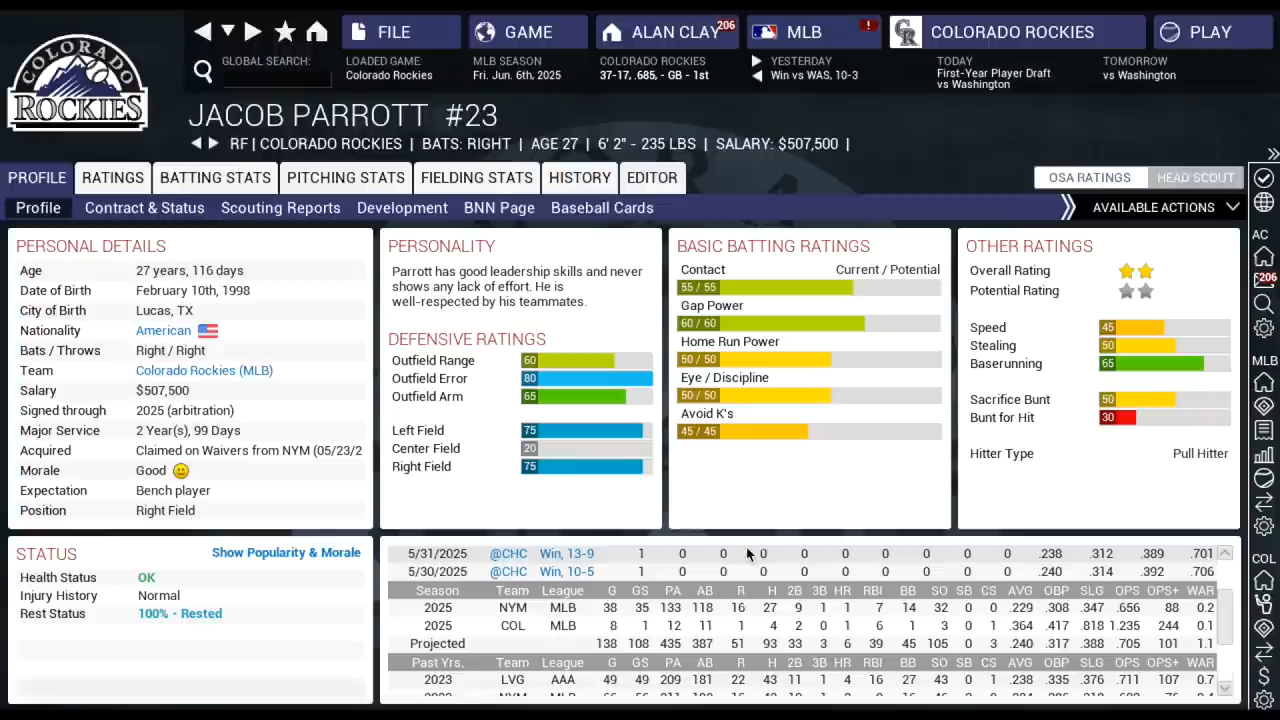 COLORADO
ROCKIES
FILE
GAME
ALAN CLAY 206
MLB !
CR COLORADO ROCKIES
PLAY
GLOBAL SEARCH:
LOADED GAME:
Colorado Rockies
MLB SEASON
Fri. Jun. 6th, 2025
COLORADO ROCKIES
37-17, .685, - GB - 1st
YESTERDAY
Win vs WAS, 10-3
TODAY
First-Year Player Draft
vs Washington
TOMORROW
vs Washington
JACOB PARROTT #23
RF | COLORADO ROCKIES | BATS: RIGHT | AGE 27 | 6' 2" - 235 LBS | SALARY: $507,500 |
PROFILE RATINGS BATTING STATS PITCHING STATS FIELDING STATS HISTORY EDITOR
OSA RATINGS HEAD SCOUT
Profile Contract & Status Scouting Reports Development BNN Page Baseball Cards
AVAILABLE ACTIONS
PERSONAL DETAILS
Age 27 years, 116 days
Date of Birth February 10th, 1998
City of Birth Lucas, TX
Nationality American
Bats / Throws Right / Right
Team Colorado Rockies (MLB)
Salary $507,500
Signed through 2025 (arbitration)
Major Service 2 Year(s), 99 Days
Acquired Claimed on Waivers from NYM (05/23/2
Morale Good
Expectation Bench player
Position Right Field
PERSONALITY
Parrott has good leadership skills and never
shows any lack of effort. He is
well-respected by his teammates.
DEFENSIVE RATINGS
Outfield Range 60
Outfield Error 80
Outfield Arm 65
Left Field 75
Center Field 20
Right Field 75
BASIC BATTING RATINGS
Contact Current / Potential
55 / 55
Gap Power
60 / 60
Home Run Power
50 / 50
Eye / Discipline
50 / 50
Avoid K's
45 / 45
OTHER RATINGS
Overall Rating
Potential Rating
Speed 45
Stealing 50
Baserunning 65
Sacrifice Bunt 50
Bunt for Hit 30
Hitter Type Pull Hitter
STATUS Show Popularity & Morale
Health Status OK
Injury History Normal
Rest Status 100% - Rested
5/31/2025 @CHC Win, 13-9 1 0 0 0 0 0 0 0 0 0 0 .238 .312 .389 .701
5/30/2025 @CHC Win, 10-5 1 0 0 0 0 0 0 0 0 0 0 .240 .314 .392 .706
Season Team League G GS PA AB R H 2B 3B HR RBI BB SO SB CS AVG OBP SLG OPS OPS+ WAR
2025 NYM MLB 38 35 133 118 16 27 9 1 1 7 14 32 0 0 .229 .308 .347 .656 88 0.2
2025 COL MLB 8 1 12 11 1 4 2 0 1 6 1 3 0 0 .364 .417 .818 1.235 244 0.1
Projected 138 108 435 387 51 93 33 3 6 39 45 105 0 3 .240 .317 .388 .705 101 1.1
Past Yrs. Team League G GS PA AB R H 2B 3B HR RBI BB SO SB CS AVG OBP SLG OPS OPS+ WAR
2023 LVG AAA 49 49 209 181 22 43 11 1 4 16 27 43 0 1 .238 .335 .376 .711 107 0.7
AC
206
MLB
COL